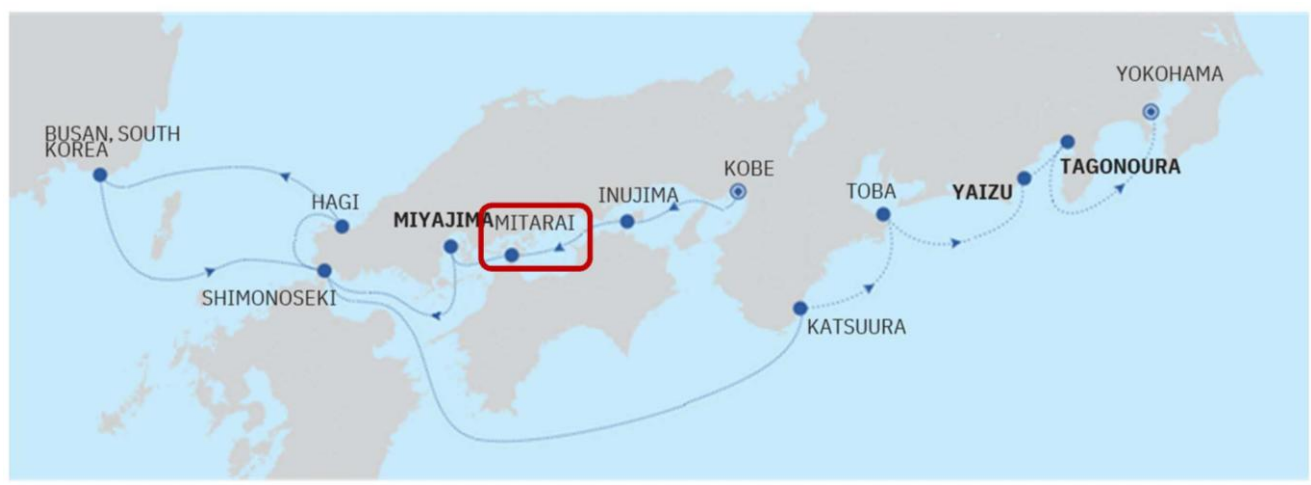 YOKOHAMA
BUSAN, SOUTH
KOREA
KOBE
TAGONOURA
INUJIMA
TOBA
YAIZU
HAGI
MIYAJIMA
MITARAI
SHIMONOSEKI
KATSUURA